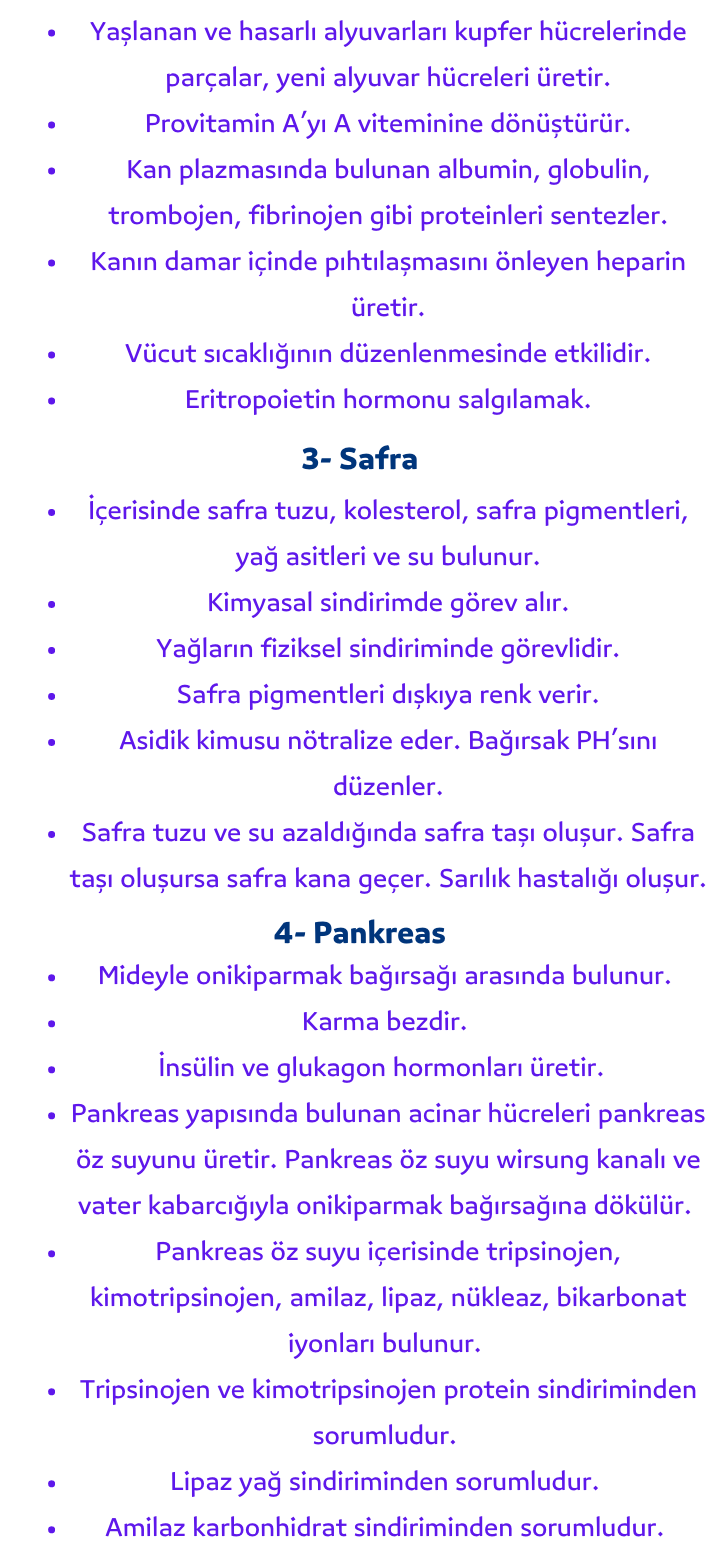 • Yaşlanan ve hasarlı alyuvarları kupfer hücrelerinde
parçalar, yeni alyuvar hücreleri üretir.
• Provitamin A’yı A viteminine dönüştürür.
• Kan plazmasında bulunan albumin, globulin,
trombojen, fibrinojen gibi proteinleri sentezler.
• Kanın damar içinde pıhtılaşmasını önleyen heparin
üretir.
• Vücut sıcaklığının düzenlenmesinde etkilidir.
• Eritropoietin hormonu salgılamak.
3- Safra
• İçerisinde safra tuzu, kolesterol, safra pigmentleri,
yağ asitleri ve su bulunur.
• Kimyasal sindirimde görev alır.
• Yağların fiziksel sindiriminde görevlidir.
• Safra pigmentleri dışkıya renk verir.
• Asidik kimusu nötralize eder. Bağırsak PH’sını
düzenler.
• Safra tuzu ve su azaldığında safra taşı oluşur. Safra
taşı oluşursa safra kana geçer. Sarılık hastalığı oluşur.
4- Pankreas
• Mideyle onikiparmak bağırsağı arasında bulunur.
• Karma bezdir.
• İnsülin ve glukagon hormonları üretir.
• Pankreas yapısında bulunan acinar hücreleri pankreas
öz suyunu üretir. Pankreas öz suyu wirsung kanalı ve
vater kabarcığıyla onikiparmak bağırsağına dökülür.
• Pankreas öz suyu içerisinde tripsinojen,
kimotripsinojen, amilaz, lipaz, nükleaz, bikarbonat
iyonları bulunur.
• Tripsinojen ve kimotripsinojen protein sindiriminden
sorumludur.
• Lipaz yağ sindiriminden sorumludur.
• Amilaz karbonhidrat sindiriminden sorumludur.